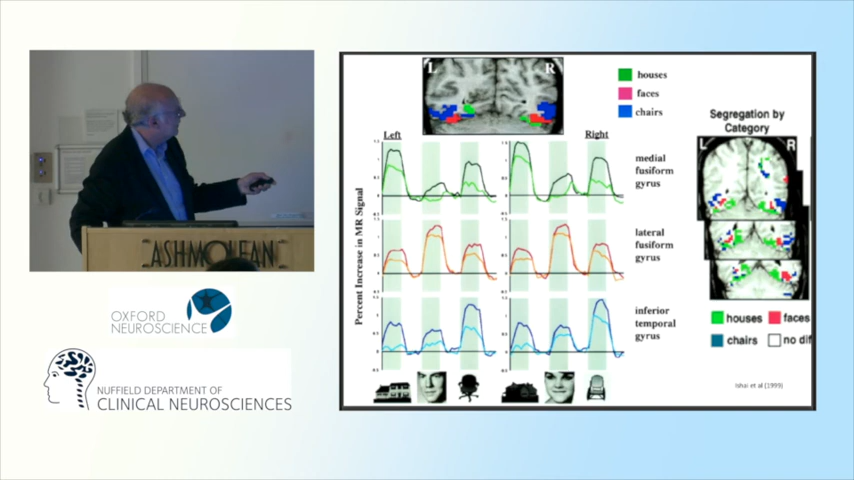 ASHMOLEAN
OXFORD
NEUROSCIENCE
NUFFIELD DEPARTMENT OF
CLINICAL NEUROSCIENCES
L
R
houses
faces
chairs
Left
Right
Percent Increase in MR Signal
medial
fusiform
gyrus
lateral
fusiform
gyrus
inferior
temporal
gyrus
Segregation by
Category
L
R
houses
faces
chairs
no dif
Ishai et al (1999)